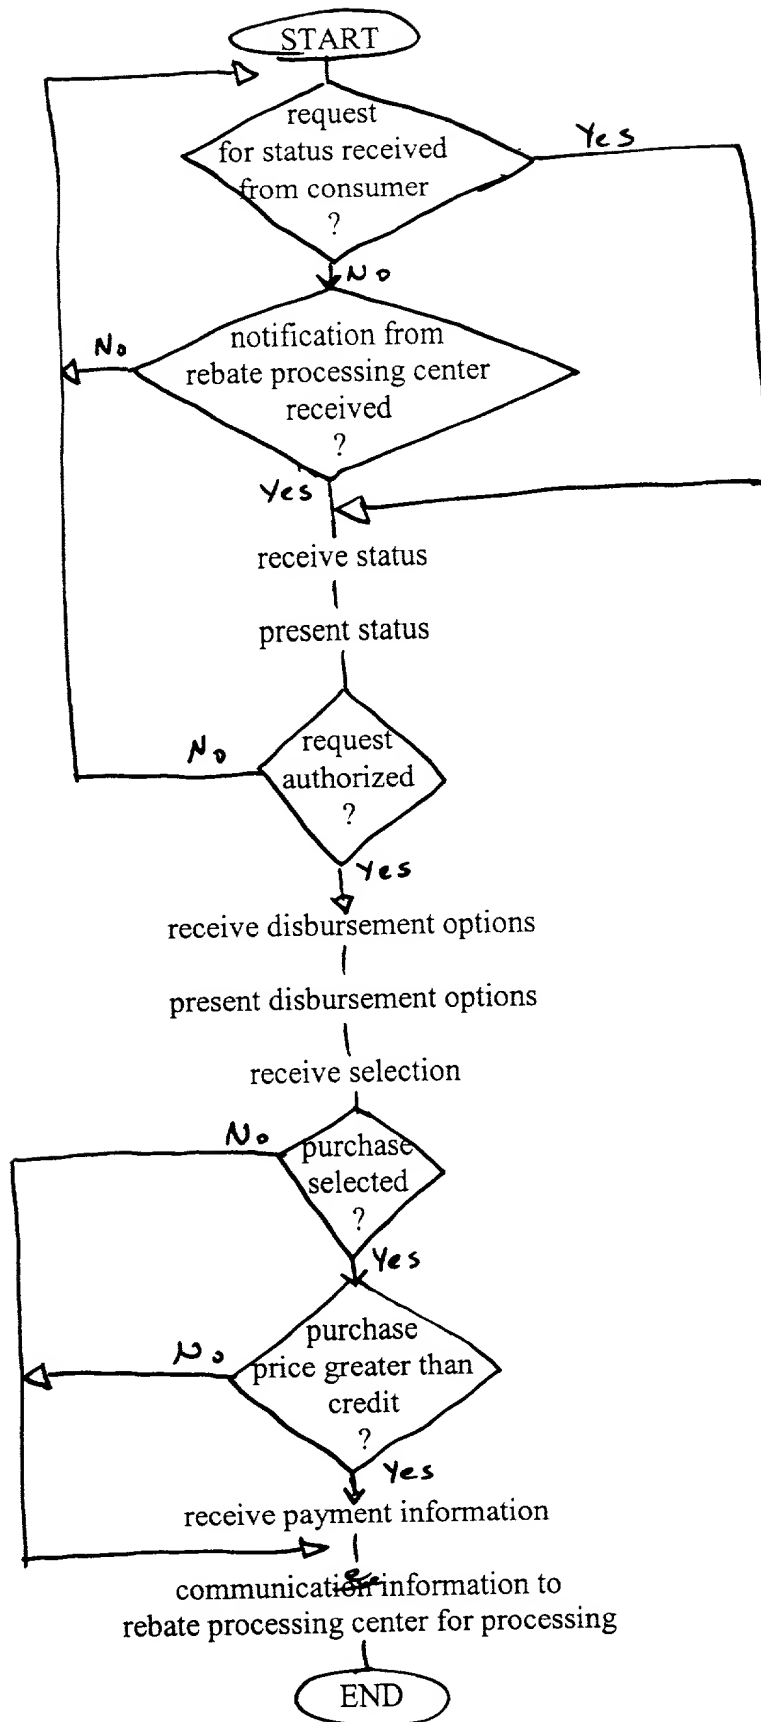 START
request
for status received
from consumer
?
Yes
No
notification from
rebate processing center
received
?
No
Yes
receive status
present status
request
authorized
?
No
Yes
receive disbursement options
present disbursement options
receive selection
purchase
selected
?
No
Yes
purchase
price greater than
credit
?
No
Yes
receive payment information
e
communication information to
rebate processing center for processing
END